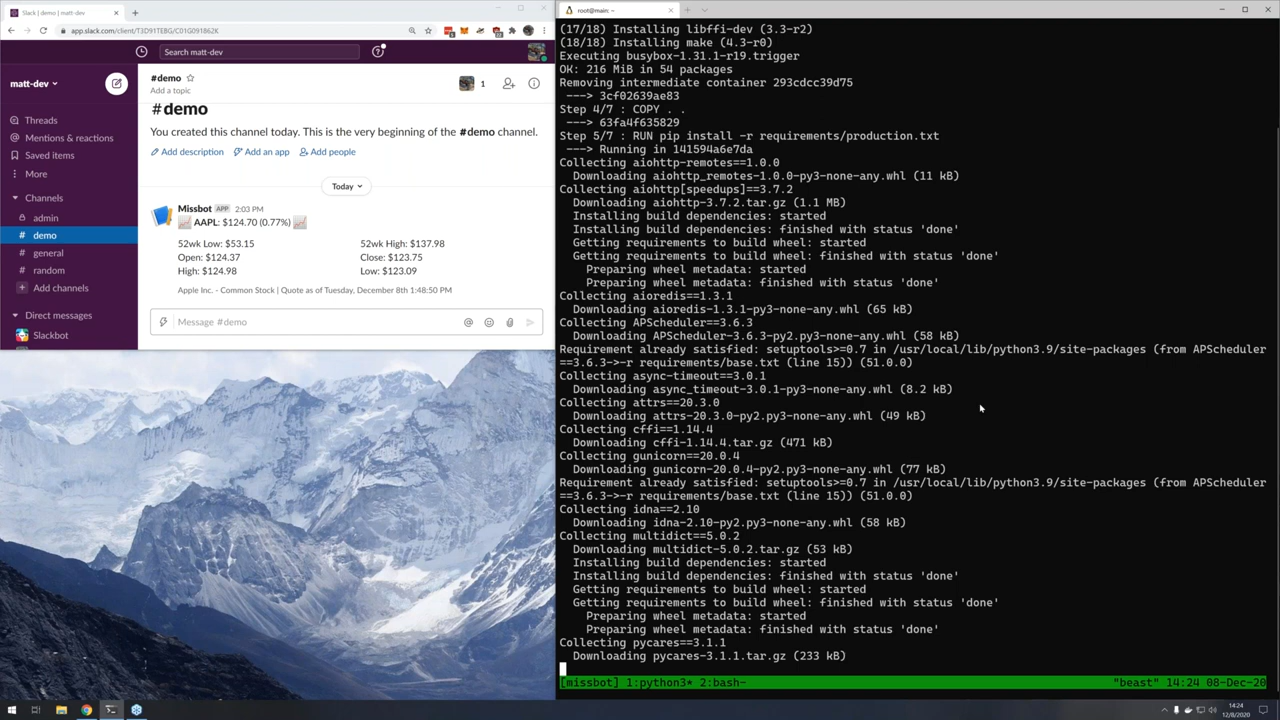 Slack | demo | matt-dev
app.slack.com/client/T3D91TEBG/C01G091862K
Search matt-dev
matt-dev
Threads
Mentions & reactions
Saved items
More
Channels
admin
# demo
# general
# random
Add channels
Direct messages
Slackbot
#demo
Add a topic
1
#demo
You created this channel today. This is the very beginning of the #demo channel.
Add description Add an app Add people
Today
Missbot APP 2:03 PM
AAPL: $124.70 (0.77%)
52wk Low: $53.15 52wk High: $137.98
Open: $124.37 Close: $123.75
High: $124.98 Low: $123.09
Apple Inc. - Common Stock | Quote as of Tuesday, December 8th 1:48:50 PM
Message #demo
root@main: ~
(17/18) Installing libffi-dev (3.3-r2)
(18/18) Installing make (4.3-r0)
Executing busybox-1.31.1-r19.trigger
OK: 216 MiB in 54 packages
Removing intermediate container 293cdcc39d75
---> 3cf02639ae83
Step 4/7 : COPY . .
---> 63fa4f635829
Step 5/7 : RUN pip install -r requirements/production.txt
---> Running in 141594a6e7da
Collecting aiohttp-remotes==1.0.0
Downloading aiohttp_remotes-1.0.0-py3-none-any.whl (11 kB)
Collecting aiohttp[speedups]==3.7.2
Downloading aiohttp-3.7.2.tar.gz (1.1 MB)
Installing build dependencies: started
Installing build dependencies: finished with status 'done'
Getting requirements to build wheel: started
Getting requirements to build wheel: finished with status 'done'
Preparing wheel metadata: started
Preparing wheel metadata: finished with status 'done'
Collecting aioredis==1.3.1
Downloading aioredis-1.3.1-py3-none-any.whl (65 kB)
Collecting APScheduler==3.6.3
Downloading APScheduler-3.6.3-py2.py3-none-any.whl (58 kB)
Requirement already satisfied: setuptools>=0.7 in /usr/local/lib/python3.9/site-packages (from APScheduler
==3.6.3->-r requirements/base.txt (line 15)) (51.0.0)
Collecting async-timeout==3.0.1
Downloading async_timeout-3.0.1-py3-none-any.whl (8.2 kB)
Collecting attrs==20.3.0
Downloading attrs-20.3.0-py2.py3-none-any.whl (49 kB)
Collecting cffi==1.14.4
Downloading cffi-1.14.4.tar.gz (471 kB)
Collecting gunicorn==20.0.4
Downloading gunicorn-20.0.4-py2.py3-none-any.whl (77 kB)
Requirement already satisfied: setuptools>=0.7 in /usr/local/lib/python3.9/site-packages (from APScheduler
==3.6.3->-r requirements/base.txt (line 15)) (51.0.0)
Collecting idna==2.10
Downloading idna-2.10-py2.py3-none-any.whl (58 kB)
Collecting multidict==5.0.2
Downloading multidict-5.0.2.tar.gz (53 kB)
Installing build dependencies: started
Installing build dependencies: finished with status 'done'
Getting requirements to build wheel: started
Getting requirements to build wheel: finished with status 'done'
Preparing wheel metadata: started
Preparing wheel metadata: finished with status 'done'
Collecting pycares==3.1.1
Downloading pycares-3.1.1.tar.gz (233 kB)
[missbot] 1:python3* 2:bash- "beast" 14:24 08-Dec-20
14:24
12/8/2020